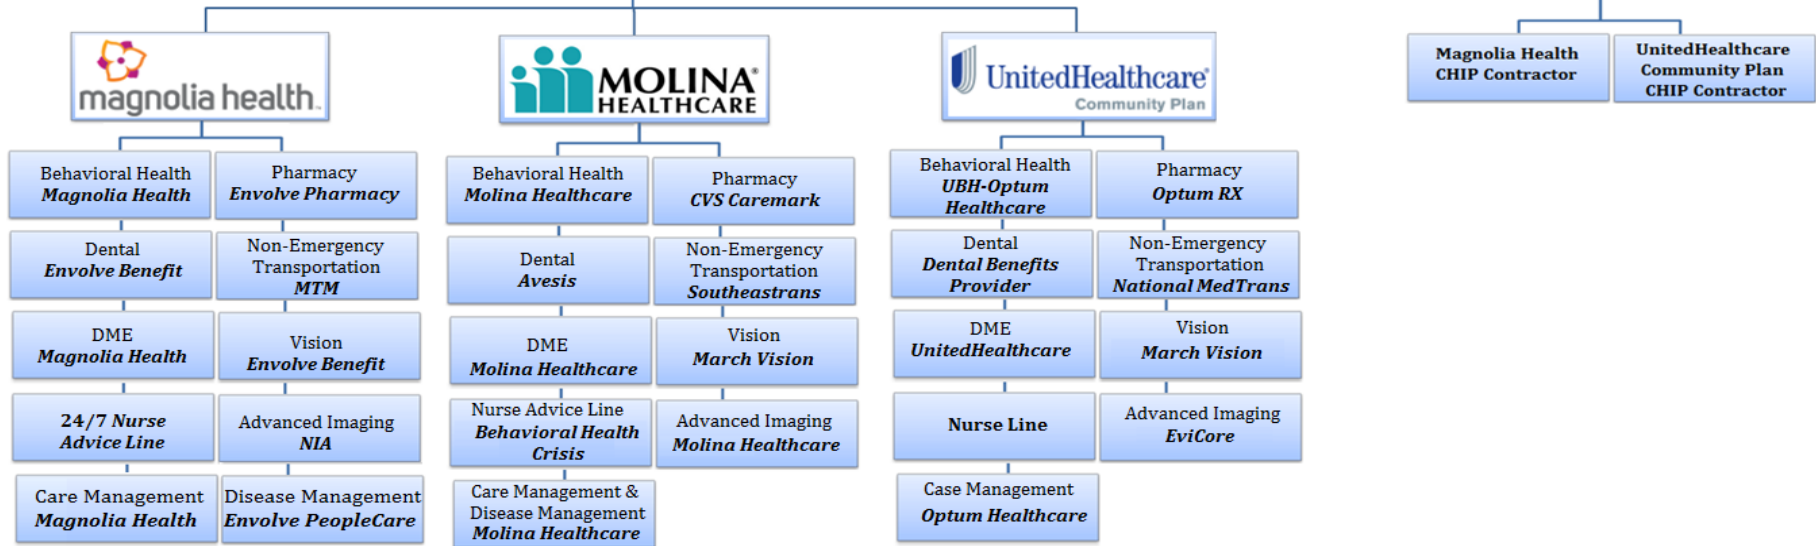 magnolia health
Behavioral Health
Magnolia Health
Pharmacy
Envolve Pharmacy
Dental
Envolve Benefit
Non-Emergency
Transportation
MTM
DME
Magnolia Health
Vision
Envolve Benefit
24/7 Nurse
Advice Line
Advanced Imaging
NIA
Care Management
Magnolia Health
Disease Management
Envolve PeopleCare
MOLINA®
HEALTHCARE
Behavioral Health
Molina Healthcare
Pharmacy
CVS Caremark
Dental
Avesis
Non-Emergency
Transportation
Southeastrans
DME
Molina Healthcare
Vision
March Vision
Nurse Advice Line
Behavioral Health
Crisis
Advanced Imaging
Molina Healthcare
Care Management &
Disease Management
Molina Healthcare
UnitedHealthcare®
Community Plan
Behavioral Health
UBH-Optum
Healthcare
Pharmacy
Optum RX
Dental
Dental Benefits
Provider
Non-Emergency
Transportation
National MedTrans
DME
UnitedHealthcare
Vision
March Vision
Nurse Line
Advanced Imaging
EviCore
Case Management
Optum Healthcare
Magnolia Health
CHIP Contractor
UnitedHealthcare
Community Plan
CHIP Contractor